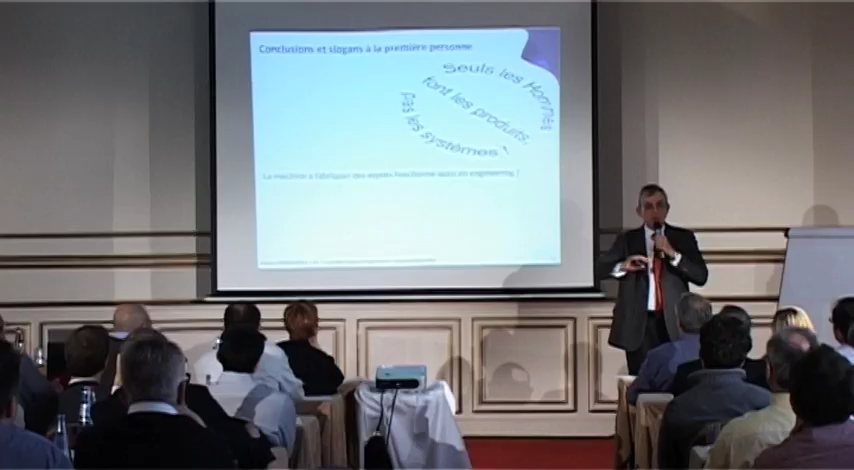 Conclusions et slogans à la première personne
Seuls les Hommes
font les produits,
pas les systèmes !
La machine à fabriquer des
fonctionne aussi en engineering !